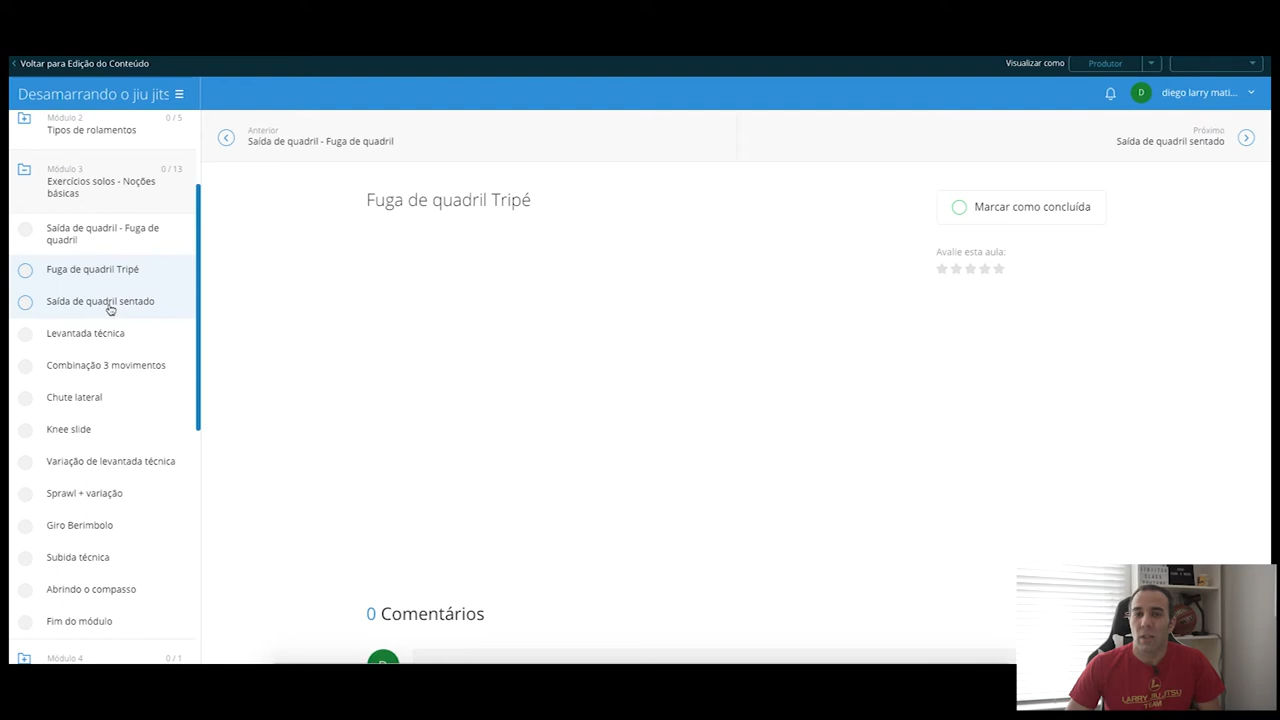 Voltar para Edição do Conteúdo
Visualizar como
Produtor
Desamarrando o jiu jits
D
diego larry mati...
Módulo 2
0 / 5
Tipos de rolamentos
Anterior
Saída de quadril - Fuga de quadril
Próximo
Saída de quadril sentado
Módulo 3
0 / 13
Exercícios solos - Noções
básicas
Fuga de quadril Tripé
Marcar como concluída
Avalie esta aula:
Saída de quadril - Fuga de
quadril
Fuga de quadril Tripé
Saída de quadril sentado
Levantada técnica
Combinação 3 movimentos
Chute lateral
Knee slide
Variação de levantada técnica
Sprawl + variação
Giro Berimbolo
Subida técnica
Abrindo o compasso
Fim do módulo
Módulo 4
0 / 1
0 Comentários
LARRY JIUJITSU
TEAM